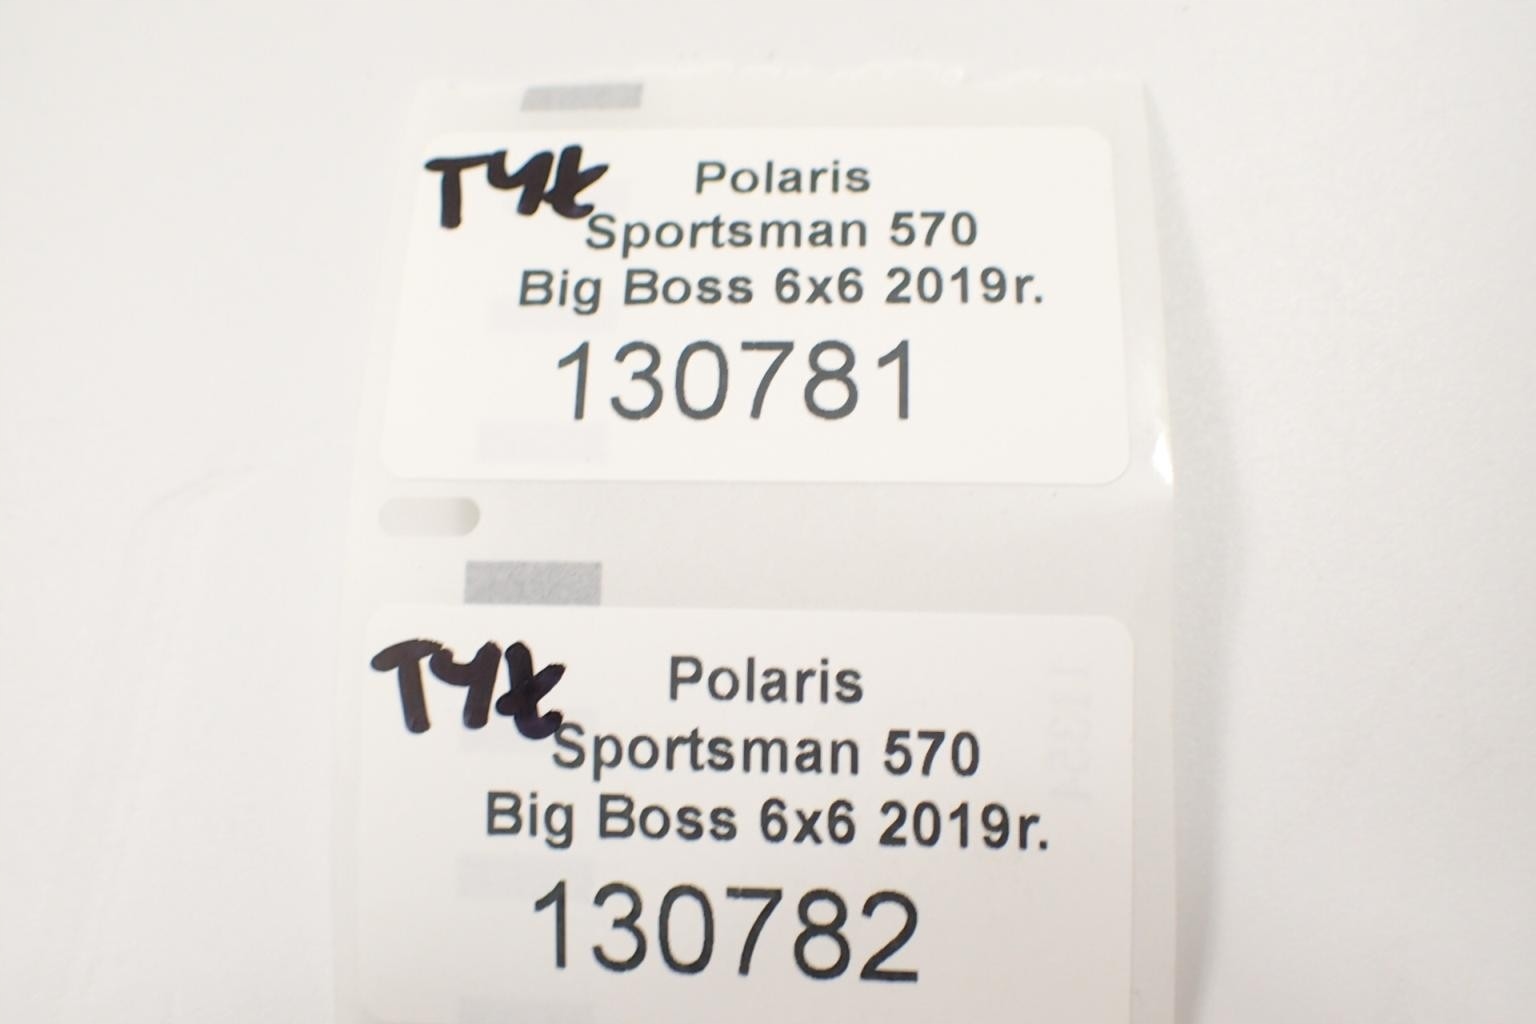 TYŁ
Polaris
Sportsman 570
Big Boss 6x6 2019r.
130781
TYŁ
Polaris
Sportsman 570
Big Boss 6x6 2019r.
130782